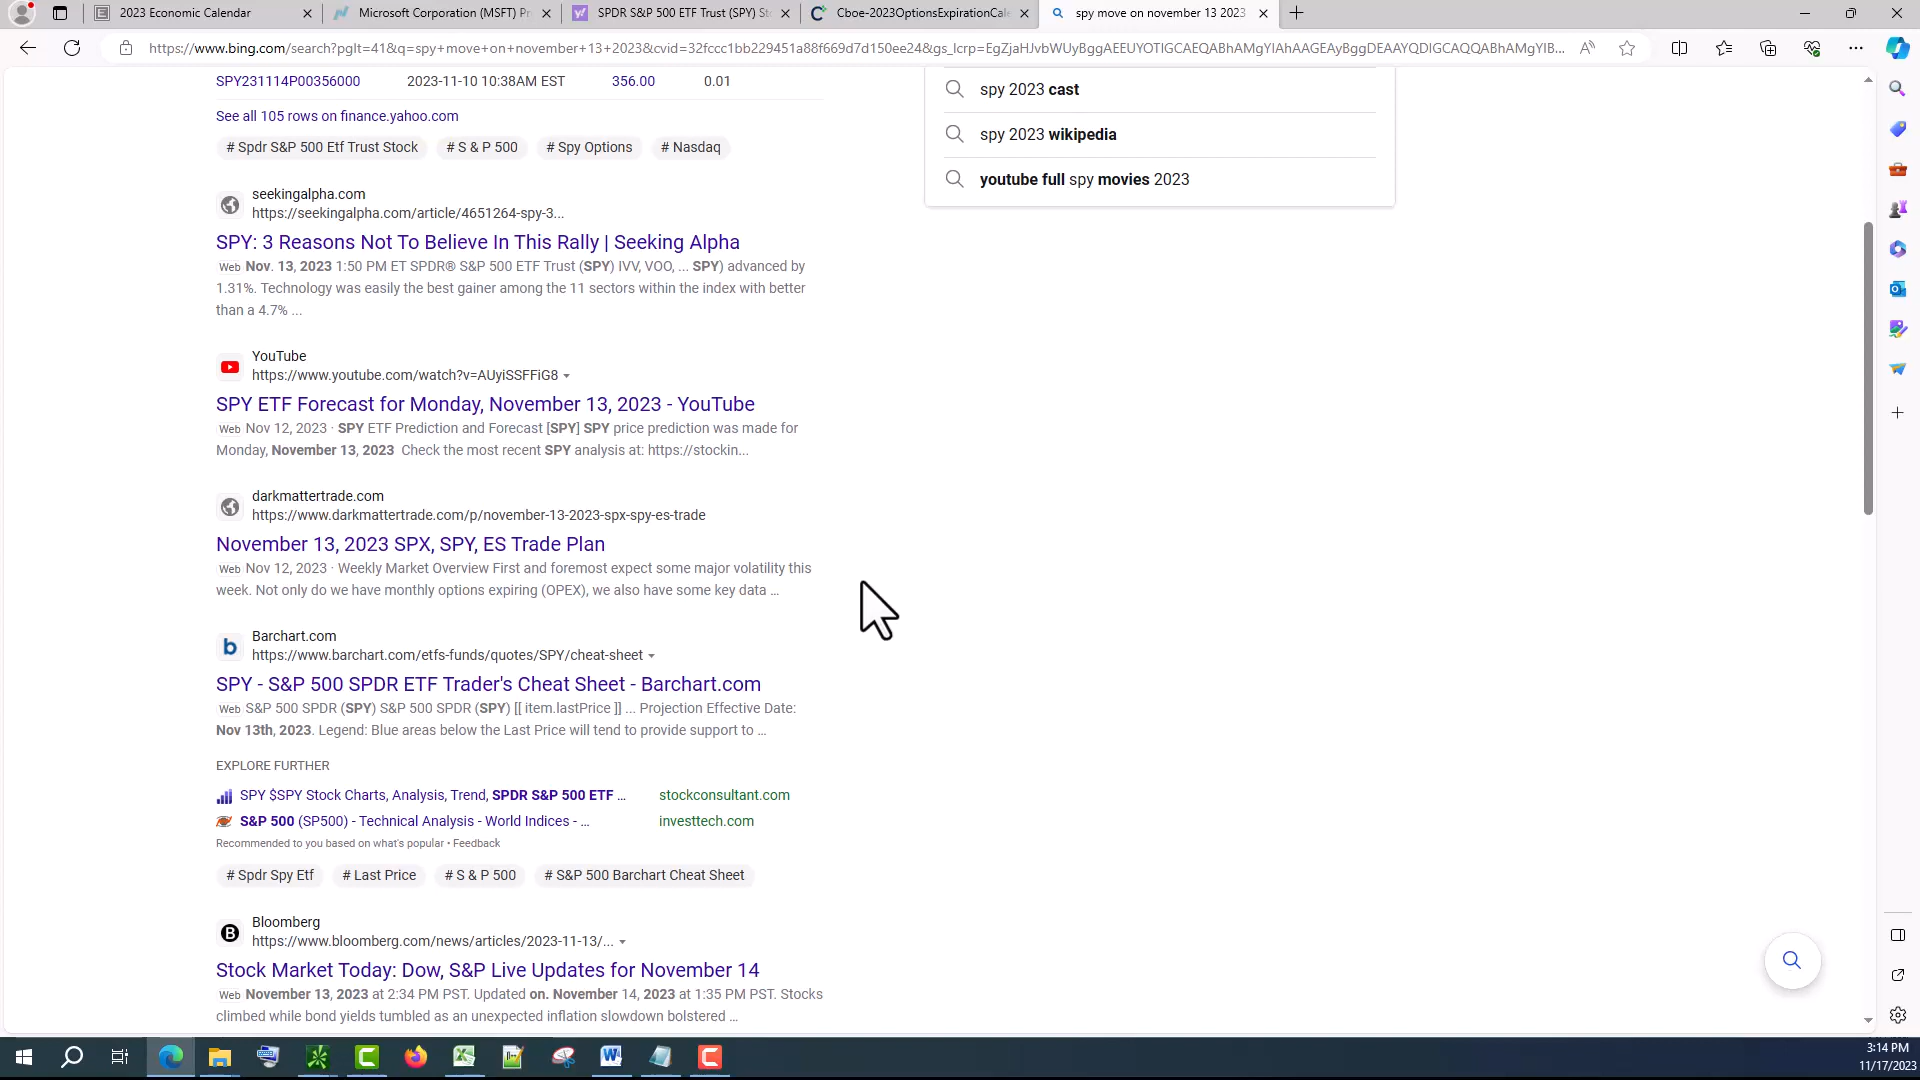 2023 Economic Calendar
Microsoft Corporation (MSFT) Pr
SPDR S&P 500 ETF Trust (SPY) St
Cboe-2023OptionsExpirationCale
spy move on november 13 2023
https://www.bing.com/search?pglt=41&q=spy+move+on+november+13+2023&cvid=32fccc1bb229451a88f669d7d150ee24&gs_lcrp=EgZjaHJvbWUyBggAEEUYOTIGCAEQABhAMgYIAhAAGEAyBggDEAAYQDIGCAQQABhAMgYIB...
SPY231114P00356000 2023-11-10 10:38AM EST 356.00 0.01
See all 105 rows on finance.yahoo.com
# Spdr S&P 500 Etf Trust Stock # S & P 500 # Spy Options # Nasdaq
spy 2023 cast
spy 2023 wikipedia
youtube full spy movies 2023
seekingalpha.com
https://seekingalpha.com/article/4651264-spy-3...
SPY: 3 Reasons Not To Believe In This Rally | Seeking Alpha
Web Nov. 13, 2023 1:50 PM ET SPDR® S&P 500 ETF Trust (SPY) IVV, VOO, ... SPY) advanced by
1.31%. Technology was easily the best gainer among the 11 sectors within the index with better
than a 4.7% ...
YouTube
https://www.youtube.com/watch?v=AUyiSSFFiG8
SPY ETF Forecast for Monday, November 13, 2023 - YouTube
Web Nov 12, 2023 · SPY ETF Prediction and Forecast [SPY] SPY price prediction was made for
Monday, November 13, 2023 Check the most recent SPY analysis at: https://stockin...
darkmattertrade.com
https://www.darkmattertrade.com/p/november-13-2023-spx-spy-es-trade
November 13, 2023 SPX, SPY, ES Trade Plan
Web Nov 12, 2023 · Weekly Market Overview First and foremost expect some major volatility this
week. Not only do we have monthly options expiring (OPEX), we also have some key data ...
Barchart.com
https://www.barchart.com/etfs-funds/quotes/SPY/cheat-sheet
SPY - S&P 500 SPDR ETF Trader's Cheat Sheet - Barchart.com
Web S&P 500 SPDR (SPY) S&P 500 SPDR (SPY) [[ item.lastPrice ]] ... Projection Effective Date:
Nov 13th, 2023. Legend: Blue areas below the Last Price will tend to provide support to ...
EXPLORE FURTHER
SPY $SPY Stock Charts, Analysis, Trend, SPDR S&P 500 ETF ... stockconsultant.com
S&P 500 (SP500) - Technical Analysis - World Indices - ... investtech.com
Recommended to you based on what's popular • Feedback
# Spdr Spy Etf # Last Price # S & P 500 # S&P 500 Barchart Cheat Sheet
Bloomberg
https://www.bloomberg.com/news/articles/2023-11-13/...
Stock Market Today: Dow, S&P Live Updates for November 14
Web November 13, 2023 at 2:34 PM PST. Updated on. November 14, 2023 at 1:35 PM PST. Stocks
climbed while bond yields tumbled as an unexpected inflation slowdown bolstered ...
3:14 PM
11/17/2023